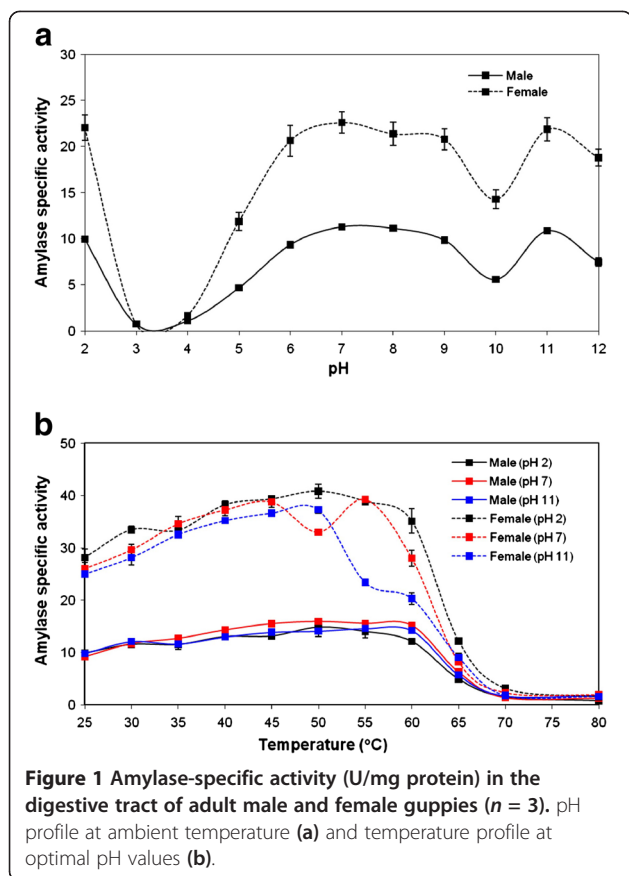 a
30
25
20
15
10
5
0
Amylase specific activity
Male
Female
2 3 4 5 6 7 8 9 10 11 12
pH
b
50
40
30
20
10
0
Amylase specific activity
Male (pH 2)
Male (pH 7)
Male (pH 11)
Female (pH 2)
Female (pH 7)
Female (pH 11)
25 30 35 40 45 50 55 60 65 70 80
Temperature (°C)
Figure 1 Amylase-specific activity (U/mg protein) in the
digestive tract of adult male and female guppies (n = 3). pH
profile at ambient temperature (a) and temperature profile at
optimal pH values (b).